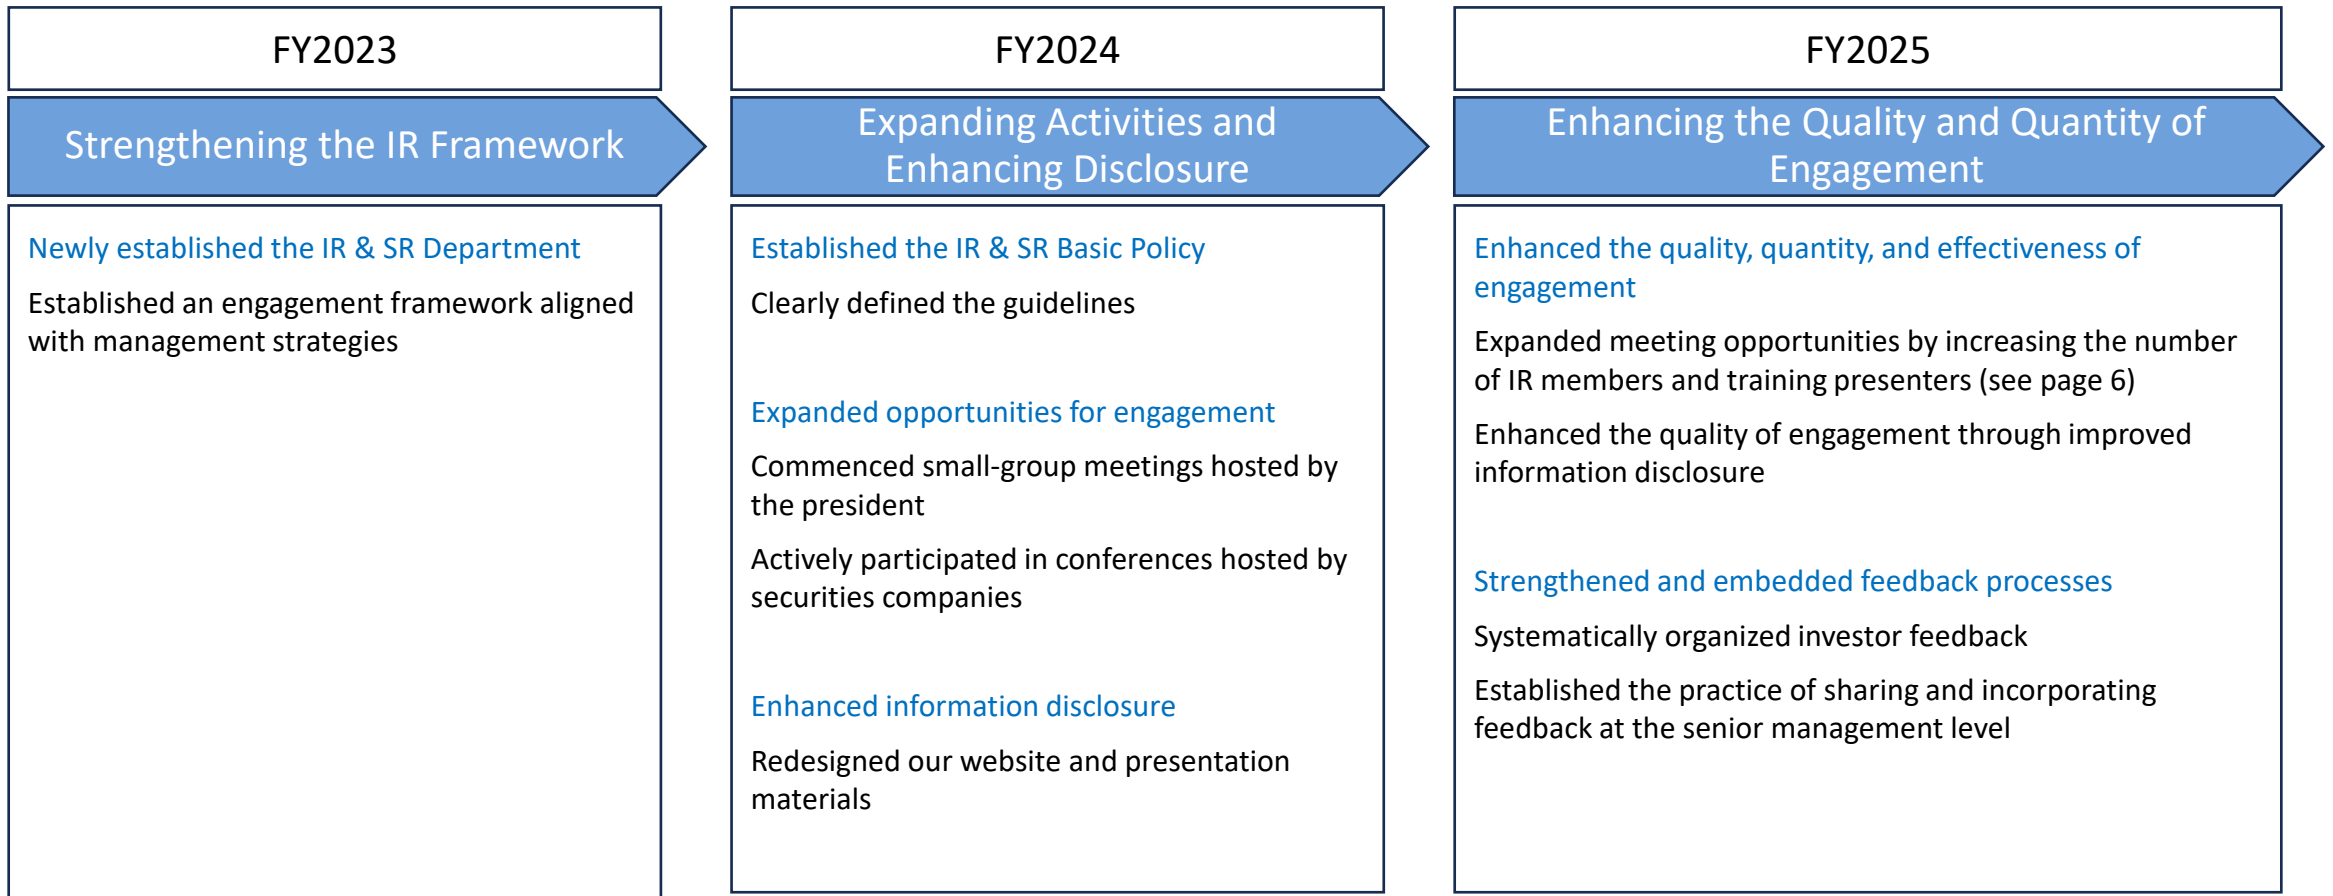 FY2023
Strengthening the IR Framework
Newly established the IR & SR Department
Established an engagement framework aligned
with management strategies
FY2024
Expanding Activities and
Enhancing Disclosure
Established the IR & SR Basic Policy
Clearly defined the guidelines
Expanded opportunities for engagement
Commenced small-group meetings hosted by
the president
Actively participated in conferences hosted by
securities companies
Enhanced information disclosure
Redesigned our website and presentation
materials
FY2025
Enhancing the Quality and Quantity of
Engagement
Enhanced the quality, quantity, and effectiveness of
engagement
Expanded meeting opportunities by increasing the number
of IR members and training presenters (see page 6)
Enhanced the quality of engagement through improved
information disclosure
Strengthened and embedded feedback processes
Systematically organized investor feedback
Established the practice of sharing and incorporating
feedback at the senior management level